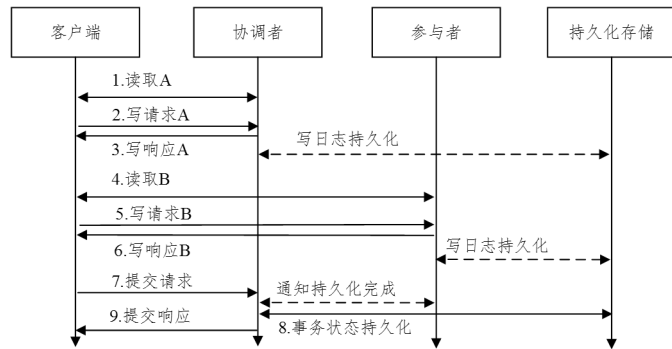 客户端
协调者
参与者
持久化存储
1.读取A
2.写请求A
3.写响应A
写日志持久化
4.读取B
5.写请求B
6.写响应B
写日志持久化
7.提交请求
通知持久化完成
9.提交响应
8.事务状态持久化